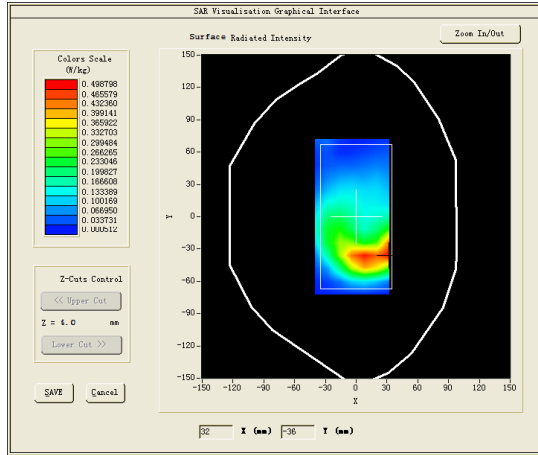 SAR Visualisation Graphical Interface
Surface Radiated Intensity
Zoom In/Out
Colors Scale
(W/kg)
0.498798
0.465579
0.432360
0.399141
0.365922
0.332703
0.299484
0.266265
0.233046
0.199827
0.166608
0.133389
0.100169
0.066950
0.033731
0.000512
150
120
90
60
30
0
-30
-60
-90
-120
-150
Y
-150 -120 -90 -60 -30 0 30 60 90 120 150
X
Z-Cuts Control
<< Upper Cut
Z = 4.0 mm
Lower Cut >>
SAVE
Cancel
32 X (mm) -36 Y (mm)